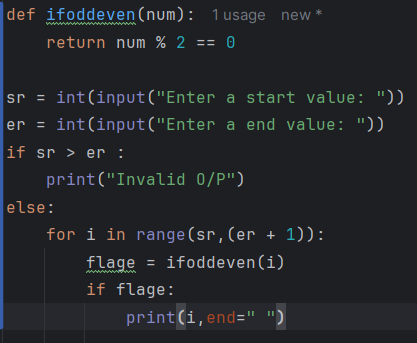 def ifoddeven(num):  1 usage  new *
    return num % 2 == 0

sr = int(input("Enter a start value: "))
er = int(input("Enter a end value: "))
if sr > er :
    print("Invalid O/P")
else:
    for i in range(sr,(er + 1)):
        flage = ifoddeven(i)
        if flage:
            print(i,end=" ")